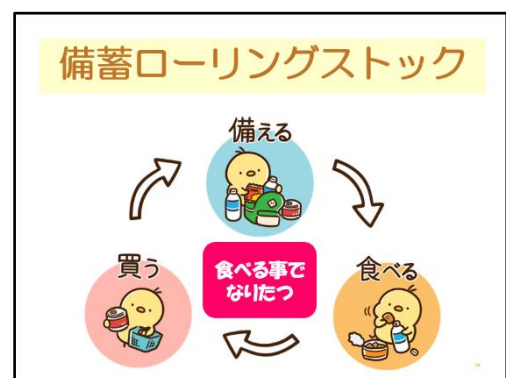 備蓄ローリングストック
備える
買う
食べる事で
なりたつ
食べる